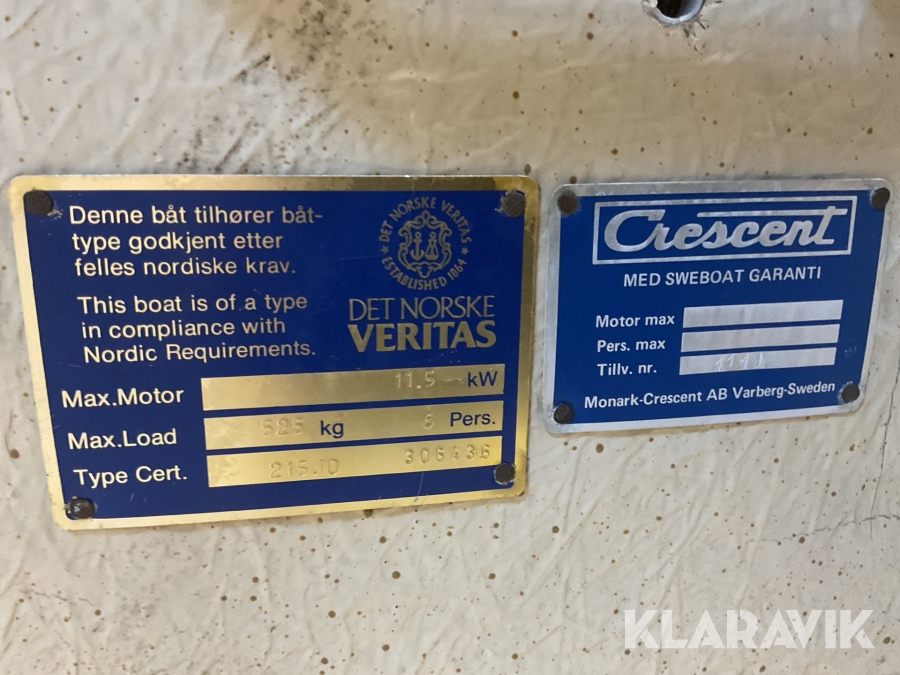 Denne båt tilhører båt-
type godkjent etter
felles nordiske krav.
This boat is of a type
in compliance with
Nordic Requirements.
DET NORSKE VERITAS
ESTABLISHED 1864
DET NORSKE
VERITAS
Max.Motor 11.5 kW
Max.Load 525 kg 6 Pers.
Type Cert. 215.10 306436
Crescent
MED SWEBOAT GARANTI
Motor max
Pers. max
Tillv. nr.
Monark-Crescent AB Varberg-Sweden
KLARAVIK